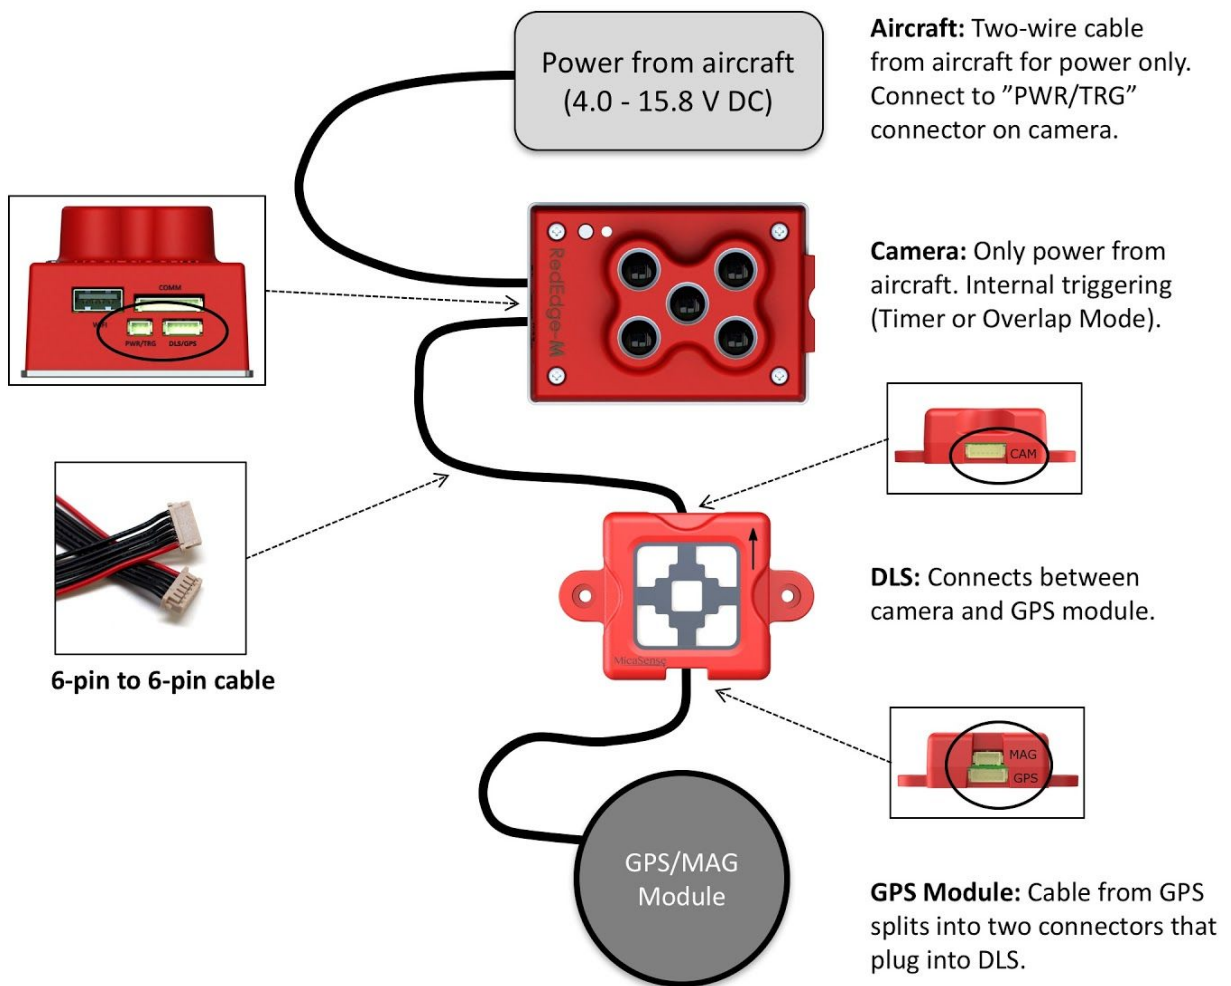 Power from aircraft
(4.0 - 15.8 V DC)
Aircraft: Two-wire cable
from aircraft for power only.
Connect to ”PWR/TRG”
connector on camera.
COMM
WiFi
PWR/TRG
DLS/GPS
RedEdge-M
Camera: Only power from
aircraft. Internal triggering
(Timer or Overlap Mode).
CAM
6-pin to 6-pin cable
MicaSense
DLS: Connects between
camera and GPS module.
MAG
GPS
GPS/MAG
Module
GPS Module: Cable from GPS
splits into two connectors that
plug into DLS.